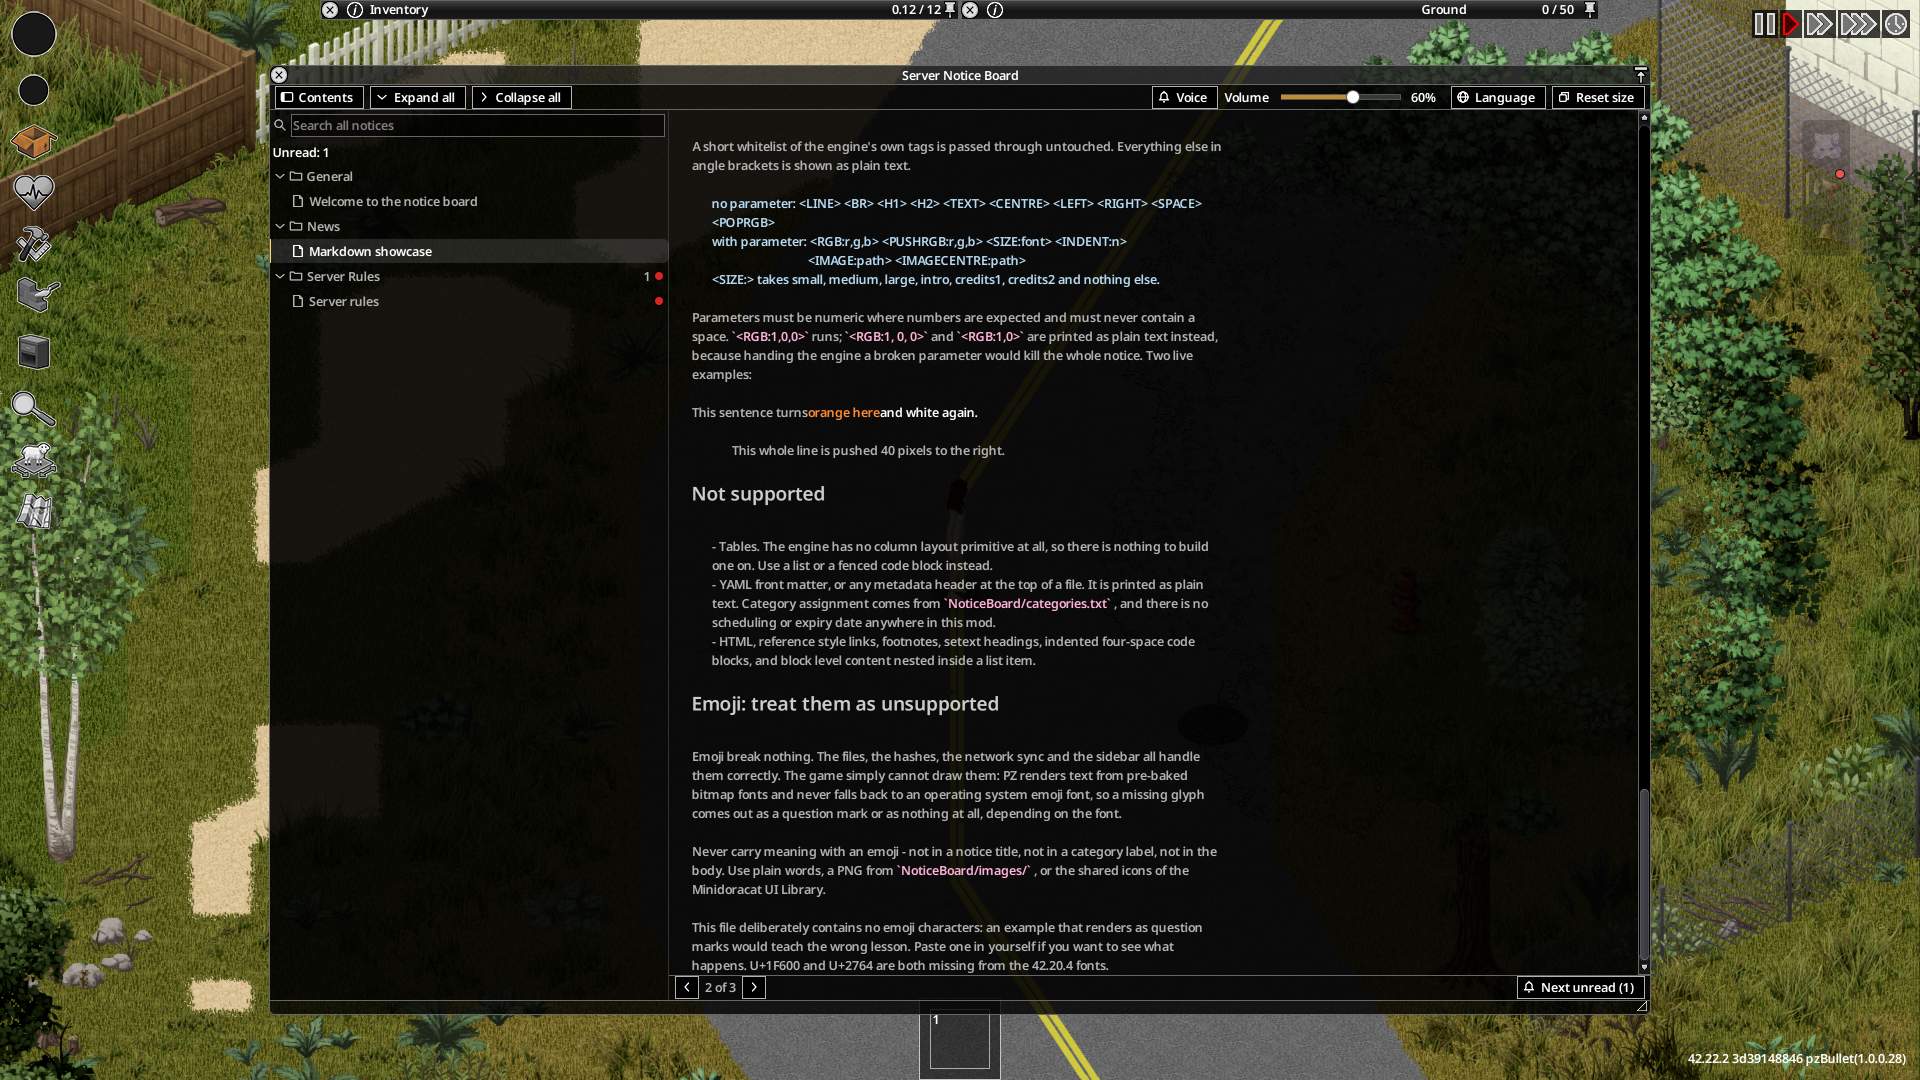 Inventory
0.12 / 12
Ground
0 / 50
Server Notice Board
Contents
Expand all
Collapse all
Voice
Volume
60%
Language
Reset size
Search all notices
Unread: 1
General
Welcome to the notice board
News
Markdown showcase
Server Rules
1
Server rules
A short whitelist of the engine's own tags is passed through untouched. Everything else in
angle brackets is shown as plain text.
no parameter: <LINE> <BR> <H1> <H2> <TEXT> <CENTRE> <LEFT> <RIGHT> <SPACE>
<POPRGB>
with parameter: <RGB:r,g,b> <PUSHRGB:r,g,b> <SIZE:font> <INDENT:n>
<IMAGE:path> <IMAGECENTRE:path>
<SIZE:> takes small, medium, large, intro, credits1, credits2 and nothing else.
Parameters must be numeric where numbers are expected and must never contain a
space. `<RGB:1,0,0>` runs; `<RGB:1, 0, 0>` and `<RGB:1,0>` are printed as plain text instead,
because handing the engine a broken parameter would kill the whole notice. Two live
examples:
This sentence turnsorange hereand white again.
This whole line is pushed 40 pixels to the right.
Not supported
- Tables. The engine has no column layout primitive at all, so there is nothing to build
one on. Use a list or a fenced code block instead.
- YAML front matter, or any metadata header at the top of a file. It is printed as plain
text. Category assignment comes from `NoticeBoard/categories.txt` , and there is no
scheduling or expiry date anywhere in this mod.
- HTML, reference style links, footnotes, setext headings, indented four-space code
blocks, and block level content nested inside a list item.
Emoji: treat them as unsupported
Emoji break nothing. The files, the hashes, the network sync and the sidebar all handle
them correctly. The game simply cannot draw them: PZ renders text from pre-baked
bitmap fonts and never falls back to an operating system emoji font, so a missing glyph
comes out as a question mark or as nothing at all, depending on the font.
Never carry meaning with an emoji - not in a notice title, not in a category label, not in the
body. Use plain words, a PNG from `NoticeBoard/images/` , or the shared icons of the
Minidoracat UI Library.
This file deliberately contains no emoji characters: an example that renders as question
marks would teach the wrong lesson. Paste one in yourself if you want to see what
happens. U+1F600 and U+2764 are both missing from the 42.20.4 fonts.
2 of 3
Next unread (1)
1
42.22.2 3d39148846 pzBullet(1.0.0.28)